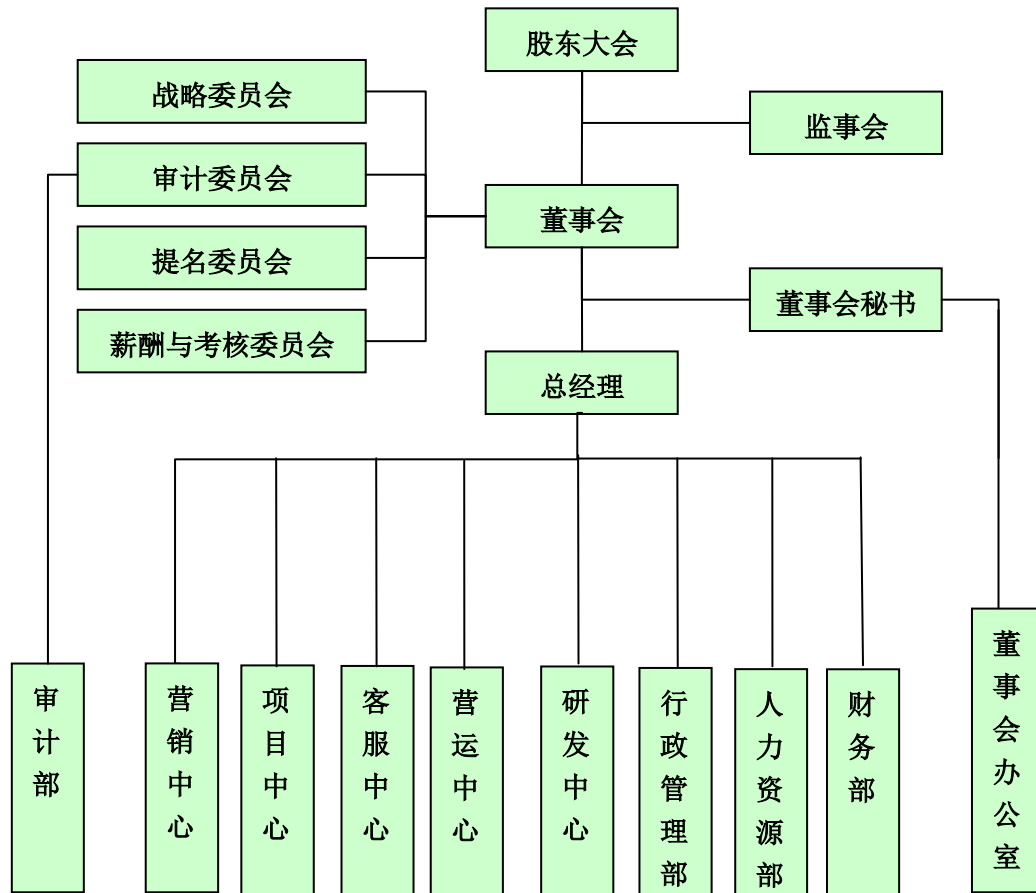 股东大会
战略委员会
监事会
审计委员会
董事会
提名委员会
董事会秘书
薪酬与考核委员会
总经理
审计部
营销中心
项目中心
客服中心
营运中心
研发中心
行政管理部
人力资源部
财务部
董事会办公室